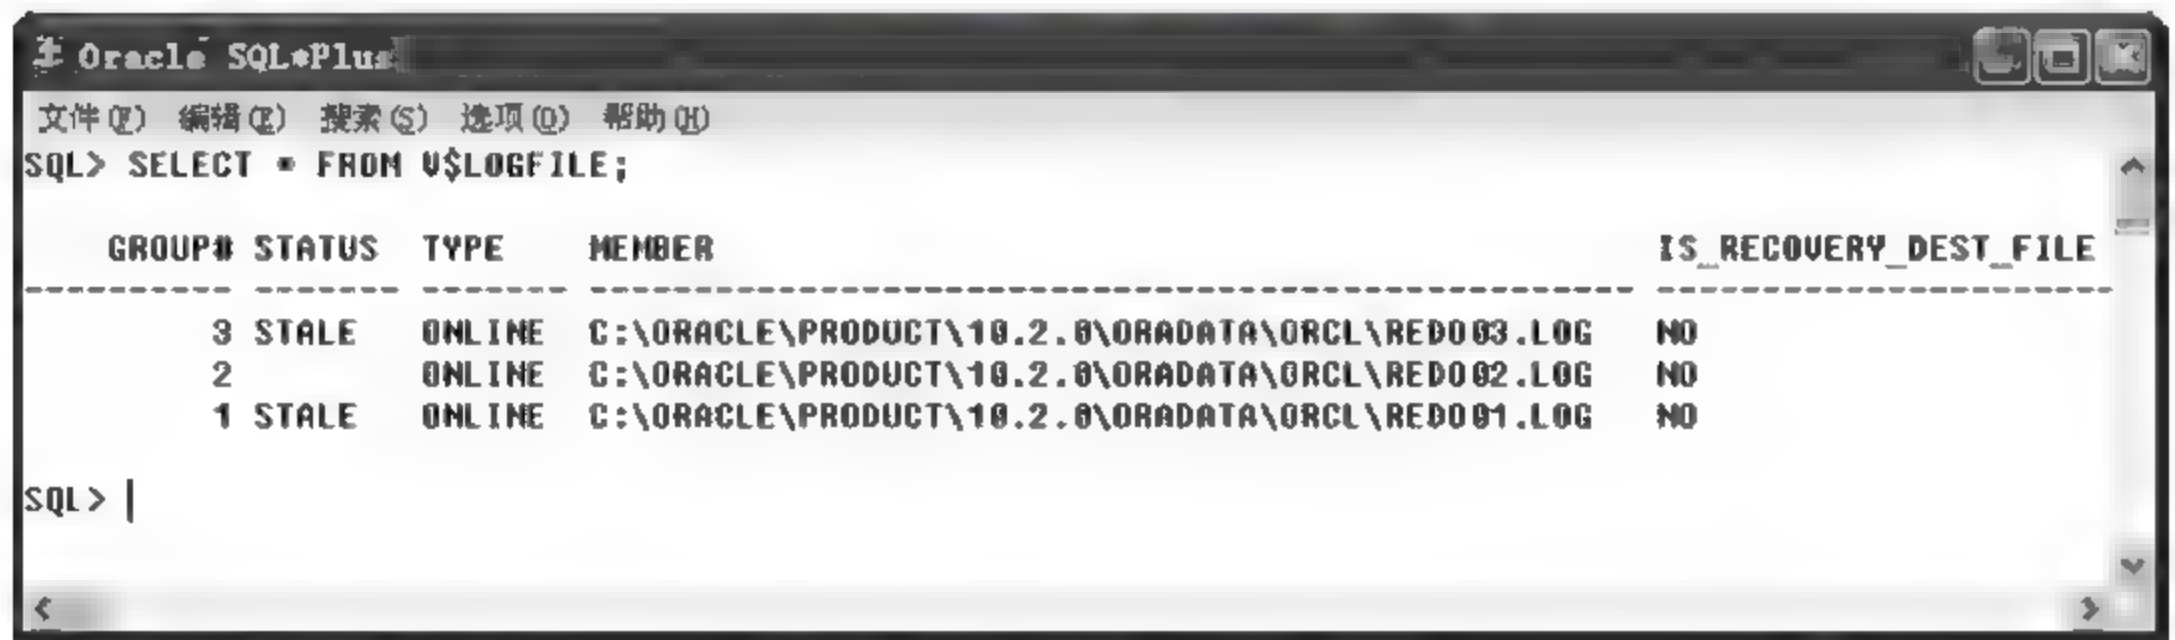 Oracle SQL*Plus
文件(F) 编辑(E) 搜索(S) 选项(O) 帮助(H)
SQL> SELECT * FROM V$LOGFILE;
GROUP# STATUS TYPE MEMBER IS_RECOVERY_DEST_FILE
---------- ------- ------- -------------------------------------------------- ----------------------
3 STALE ONLINE C:\ORACLE\PRODUCT\10.2.0\ORADATA\ORCL\REDO03.LOG NO
2 ONLINE C:\ORACLE\PRODUCT\10.2.0\ORADATA\ORCL\REDO02.LOG NO
1 STALE ONLINE C:\ORACLE\PRODUCT\10.2.0\ORADATA\ORCL\REDO01.LOG NO
SQL>